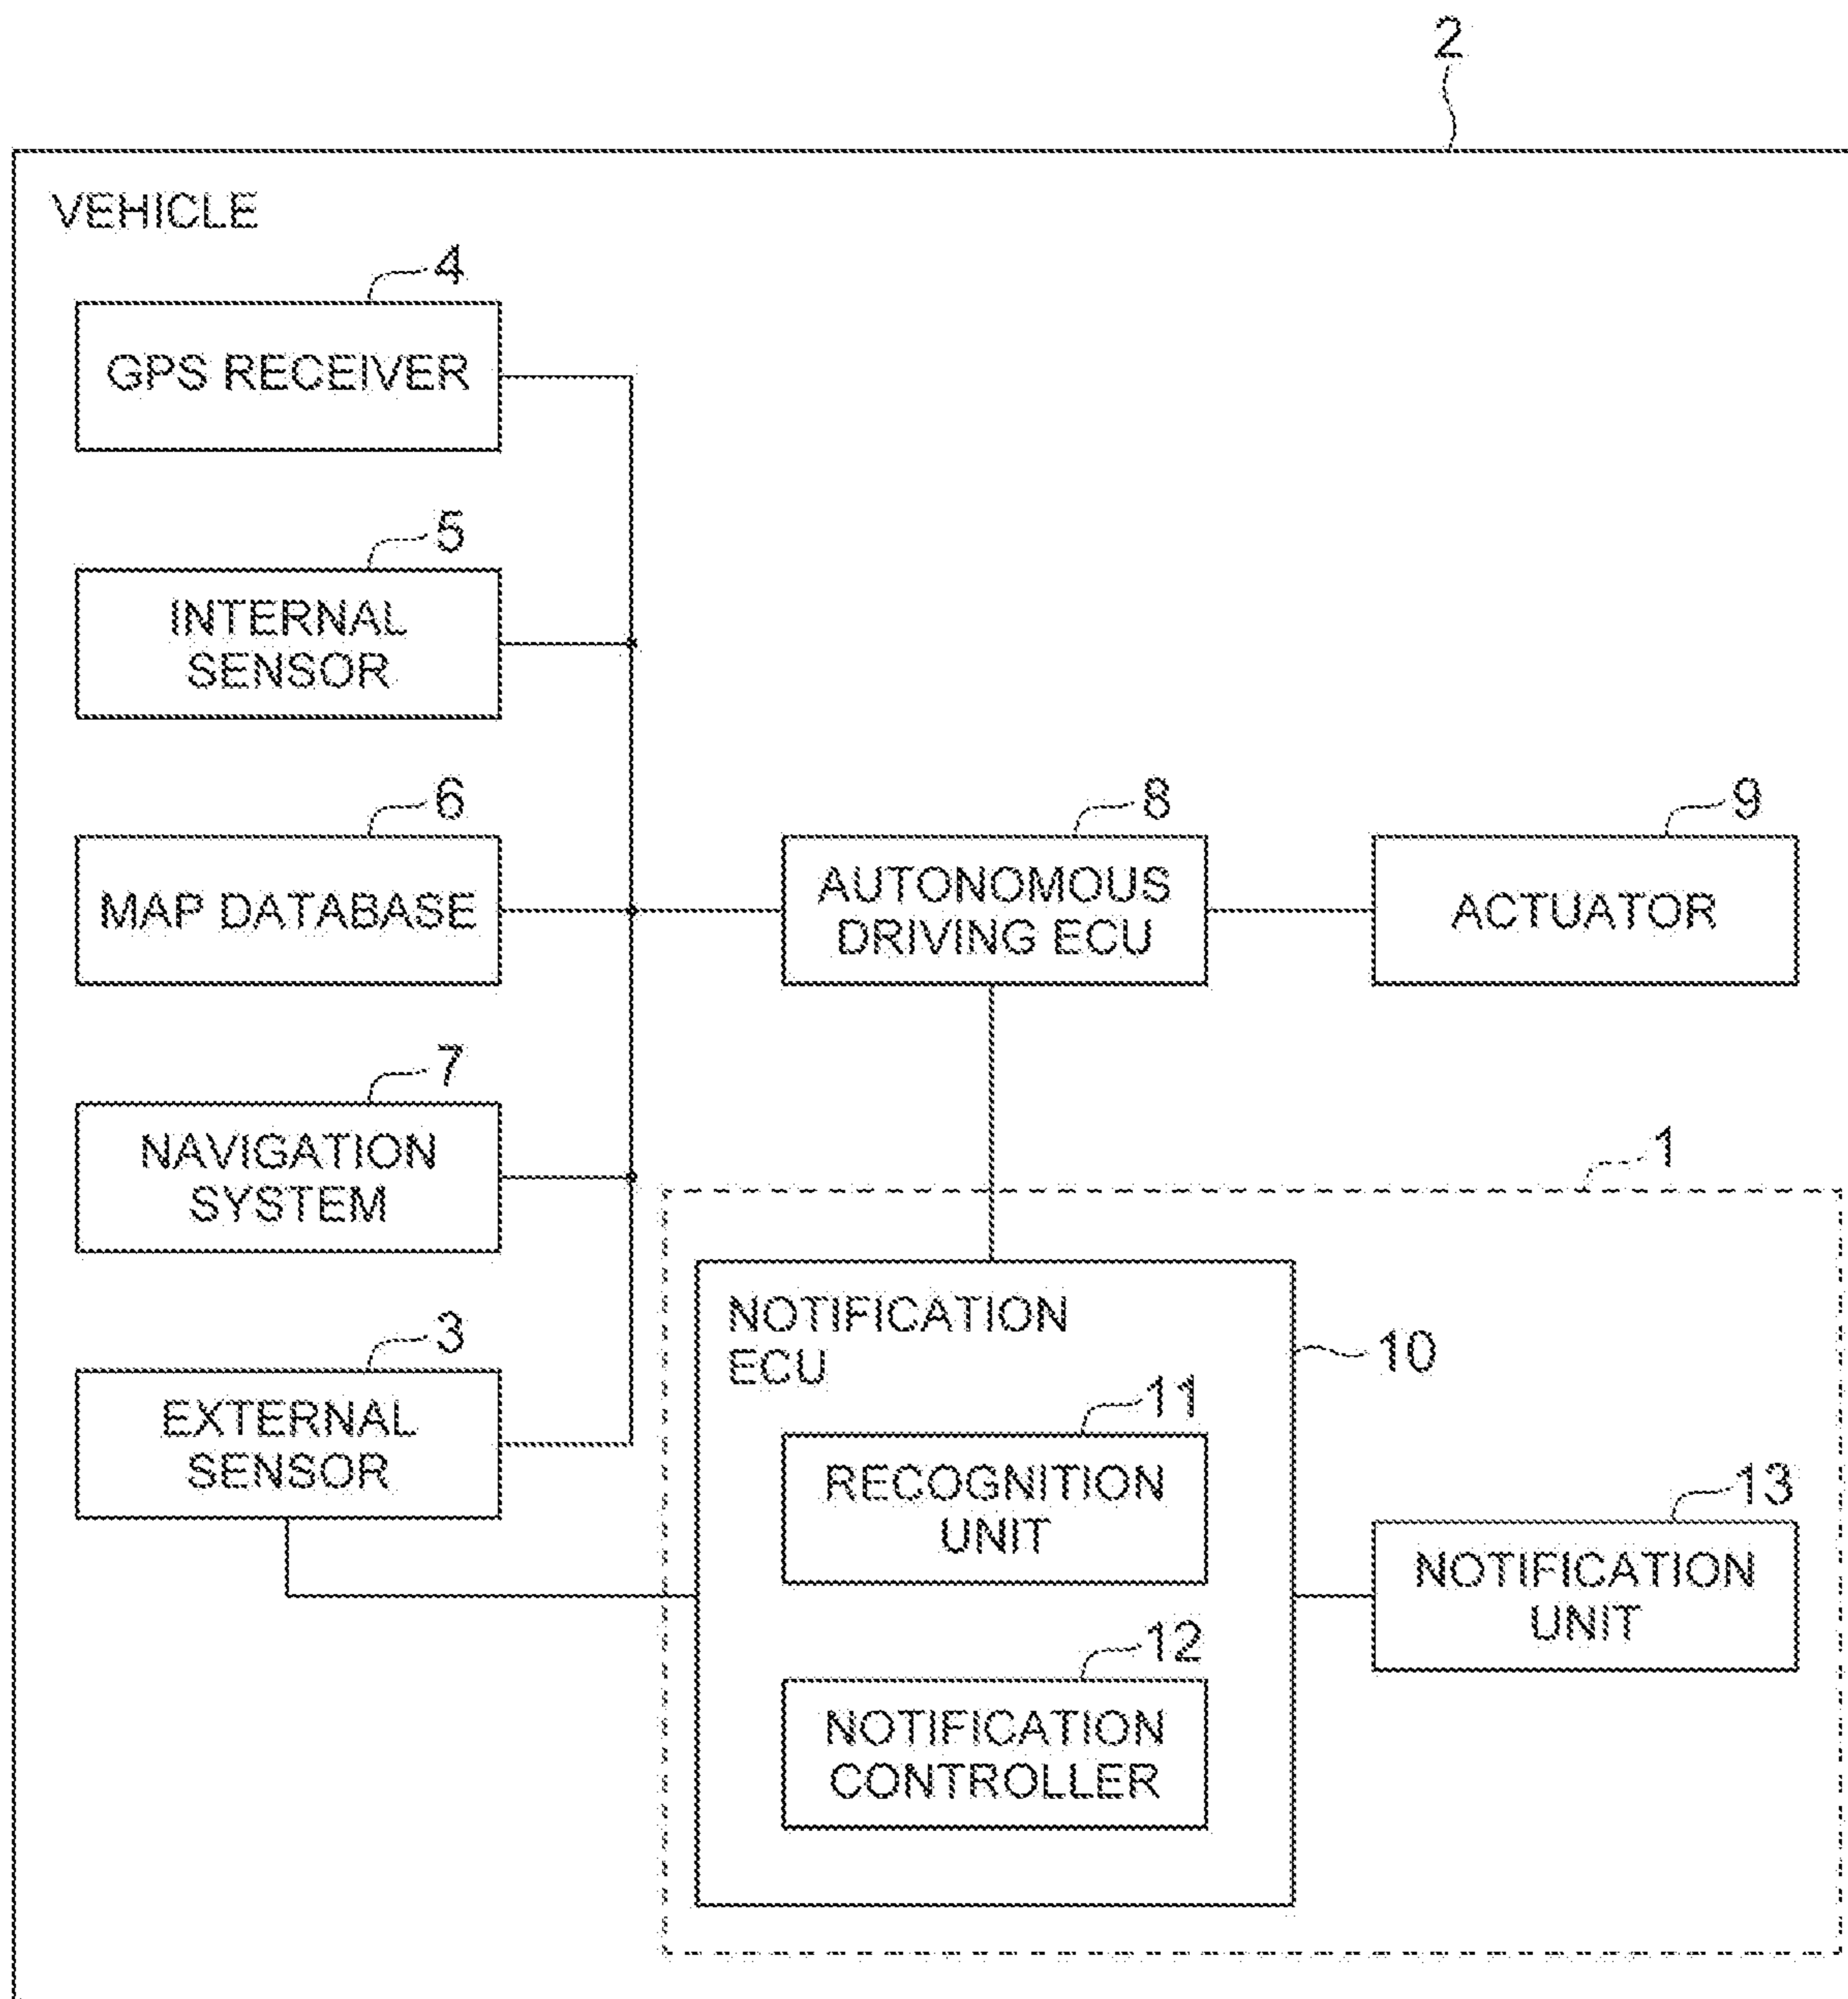 2
VEHICLE
4
GPS RECEIVER
5
INTERNAL
SENSOR
6
MAP DATABASE
7
NAVIGATION
SYSTEM
3
EXTERNAL
SENSOR
8
AUTONOMOUS
DRIVING ECU
9
ACTUATOR
1
NOTIFICATION
ECU
10
11
RECOGNITION
UNIT
12
NOTIFICATION
CONTROLLER
13
NOTIFICATION
UNIT